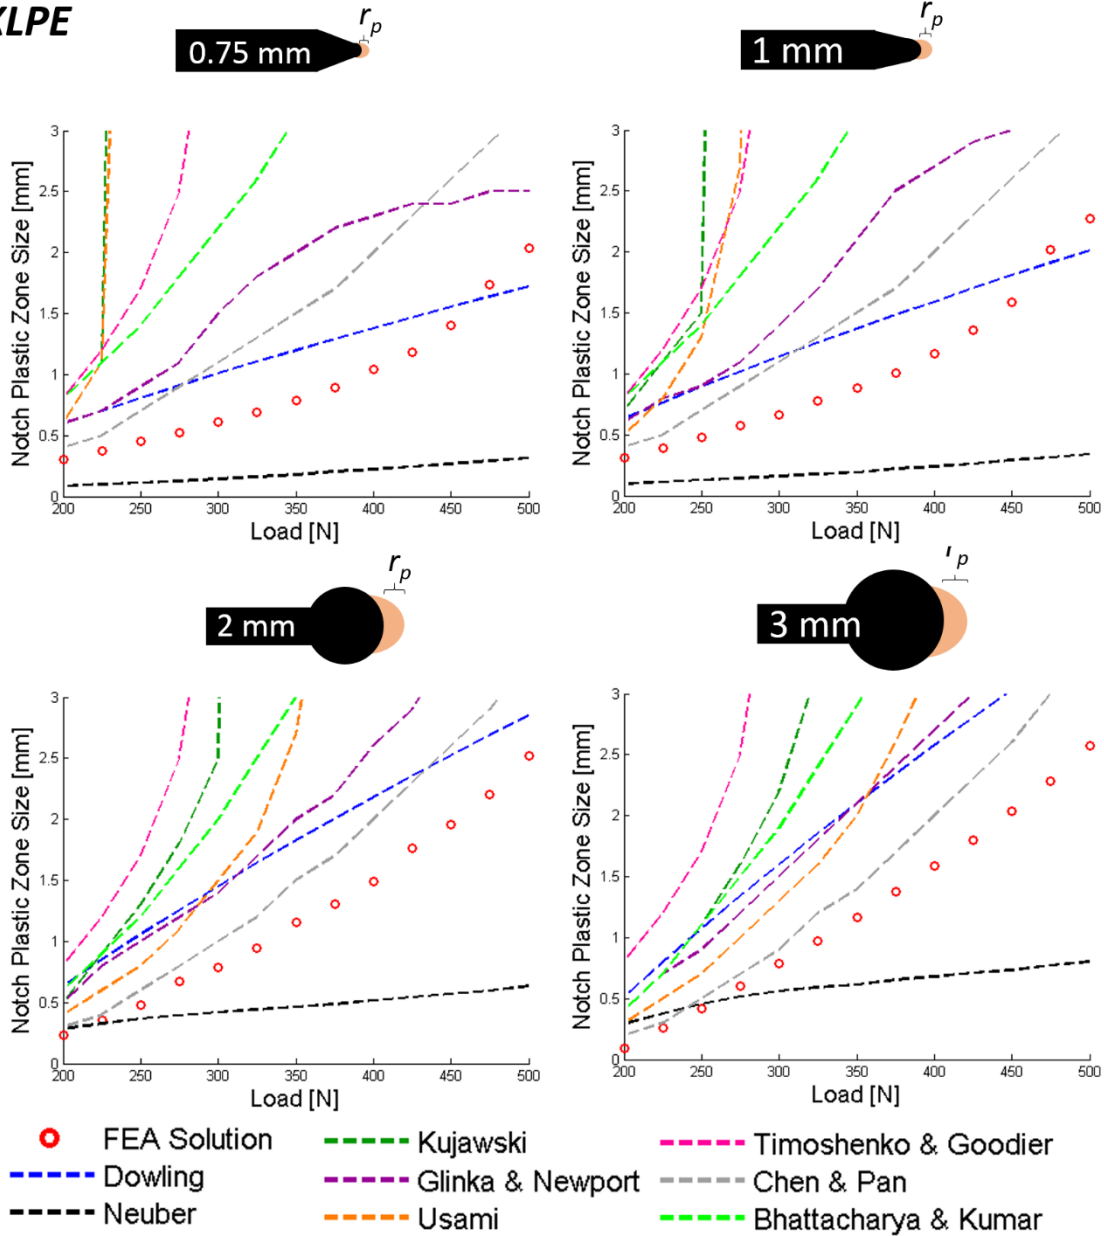 XLPE
rp
0.75 mm
rp
1 mm
Notch Plastic Zone Size [mm]
3
2.5
2
1.5
1
0.5
0
200 250 300 350 400 450 500
Load [N]
Notch Plastic Zone Size [mm]
3
2.5
2
1.5
1
0.5
0
200 250 300 350 400 450 500
Load [N]
rp
2 mm
rp
3 mm
Notch Plastic Zone Size [mm]
3
2.5
2
1.5
1
0.5
0
200 250 300 350 400 450 500
Load [N]
Notch Plastic Zone Size [mm]
3
2.5
2
1.5
1
0.5
0
200 250 300 350 400 450 500
Load [N]
FEA Solution
Dowling
Neuber
Kujawski
Glinka & Newport
Usami
Timoshenko & Goodier
Chen & Pan
Bhattacharya & Kumar